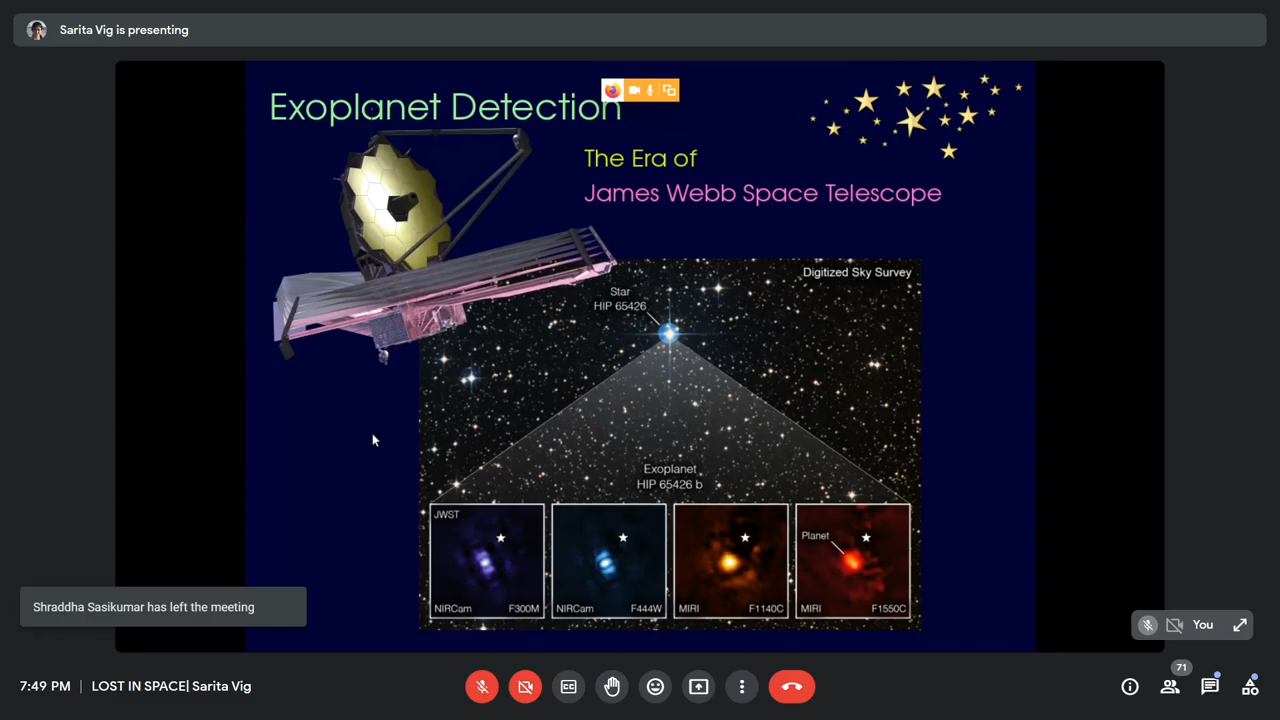 Sarita Vig is presenting
Exoplanet Detection
The Era of
James Webb Space Telescope
Digitized Sky Survey
Star
HIP 65426
Exoplanet
HIP 65426 b
JWST
NIRCam F300M
NIRCam F444W
MIRI F1140C
Planet
MIRI F1550C
Shraddha Sasikumar has left the meeting
You
71
7:49 PM | LOST IN SPACE| Sarita Vig
CC